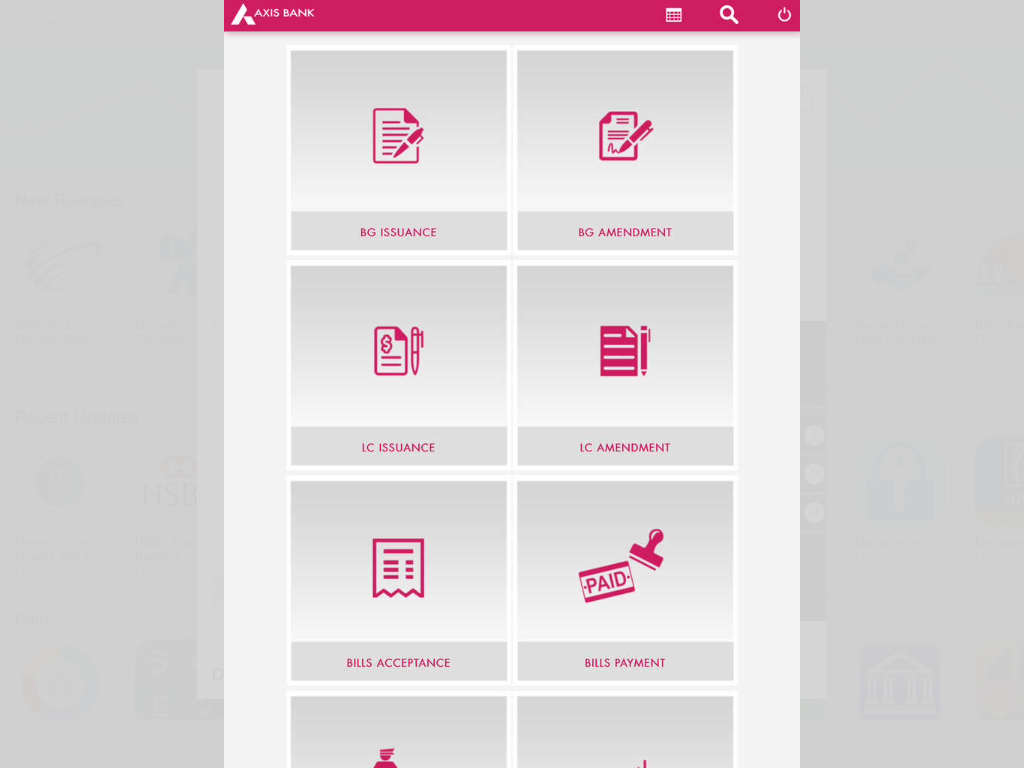 AXIS BANK
BG ISSUANCE
BG AMENDMENT
LC ISSUANCE
LC AMENDMENT
PAID
BILLS ACCEPTANCE
BILLS PAYMENT
New Releases
Recent Updates
HSB
Paid